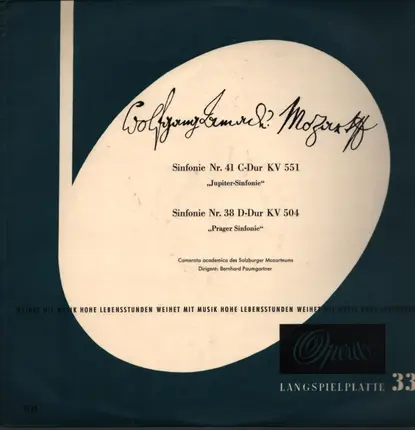 Wolfgang Amadé Mozart
Sinfonie Nr. 41 C-Dur KV 551
„Jupiter-Sinfonie“
Sinfonie Nr. 38 D-Dur KV 504
„Prager Sinfonie“
Camerata academica des Salzburger Mozarteums
Dirigent: Bernhard Paumgartner
WEIHET MIT MUSIK HOHE LEBENSSTUNDEN WEIHET MIT MUSIK HOHE LEBENSSTUNDEN WEIHET MIT MUSIK HOHE LEBENSSTUNDEN
Opera
LANGSPIELPLATTE 33